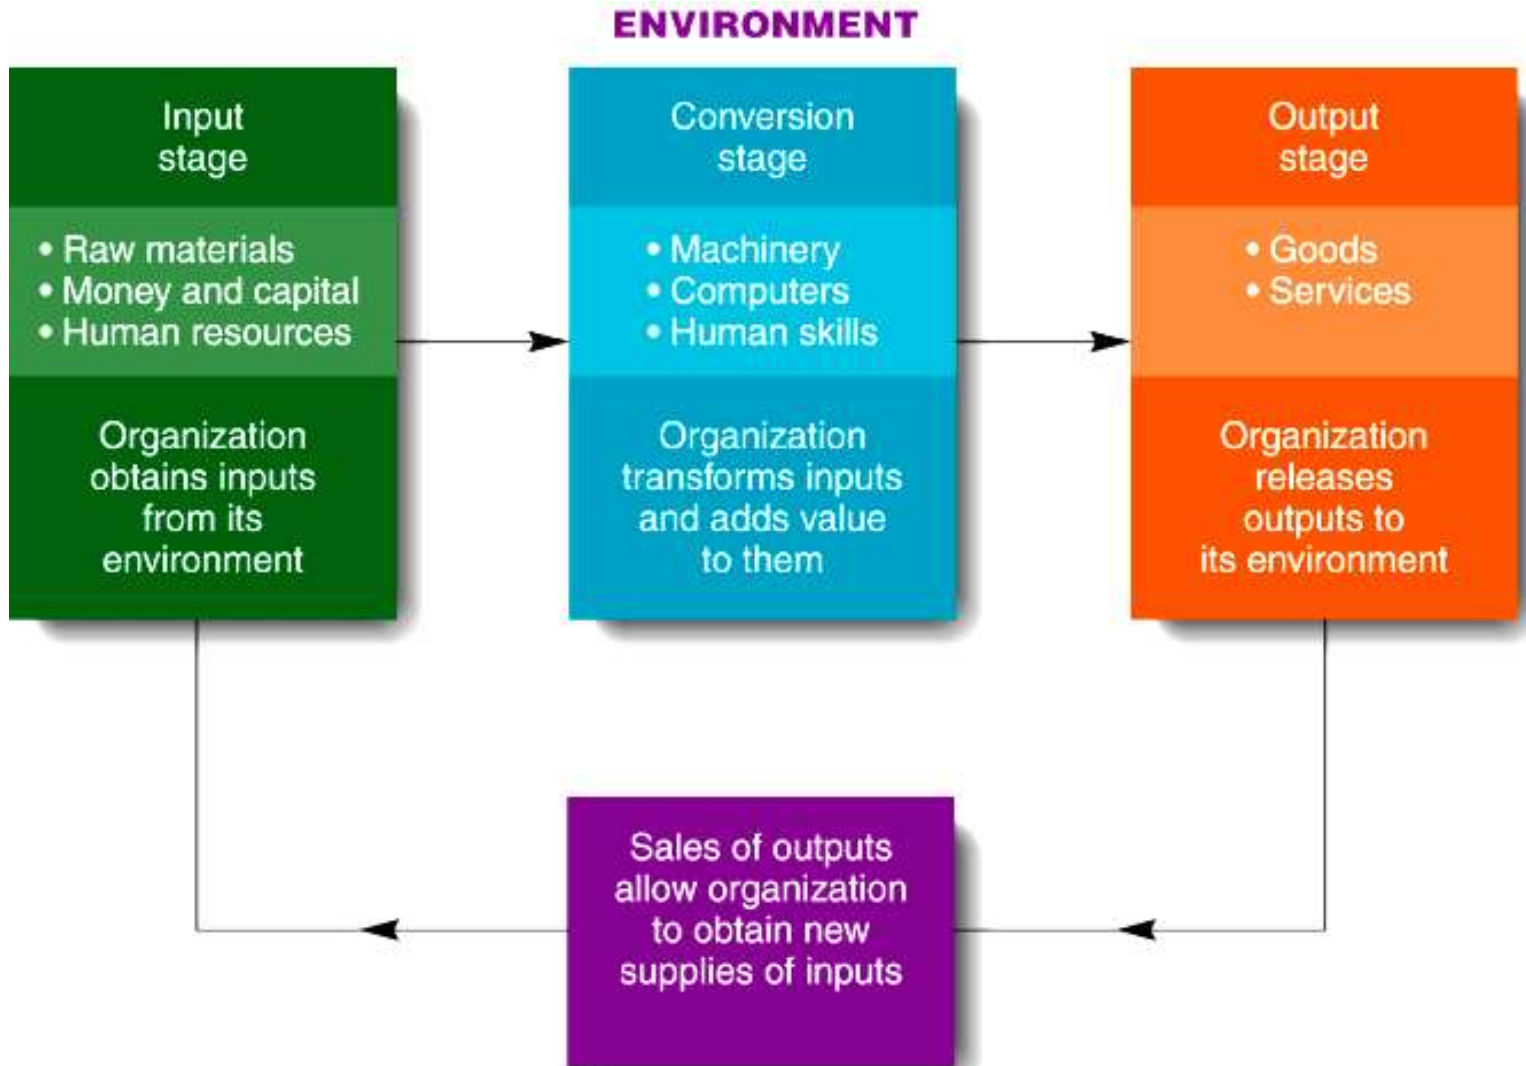 ENVIRONMENT
Input
stage
• Raw materials
• Money and capital
• Human resources
Organization
obtains inputs
from its
environment
Conversion
stage
• Machinery
• Computers
• Human skills
Organization
transforms inputs
and adds value
to them
Output
stage
• Goods
• Services
Organization
releases
outputs to
its environment
Sales of outputs
allow organization
to obtain new
supplies of inputs